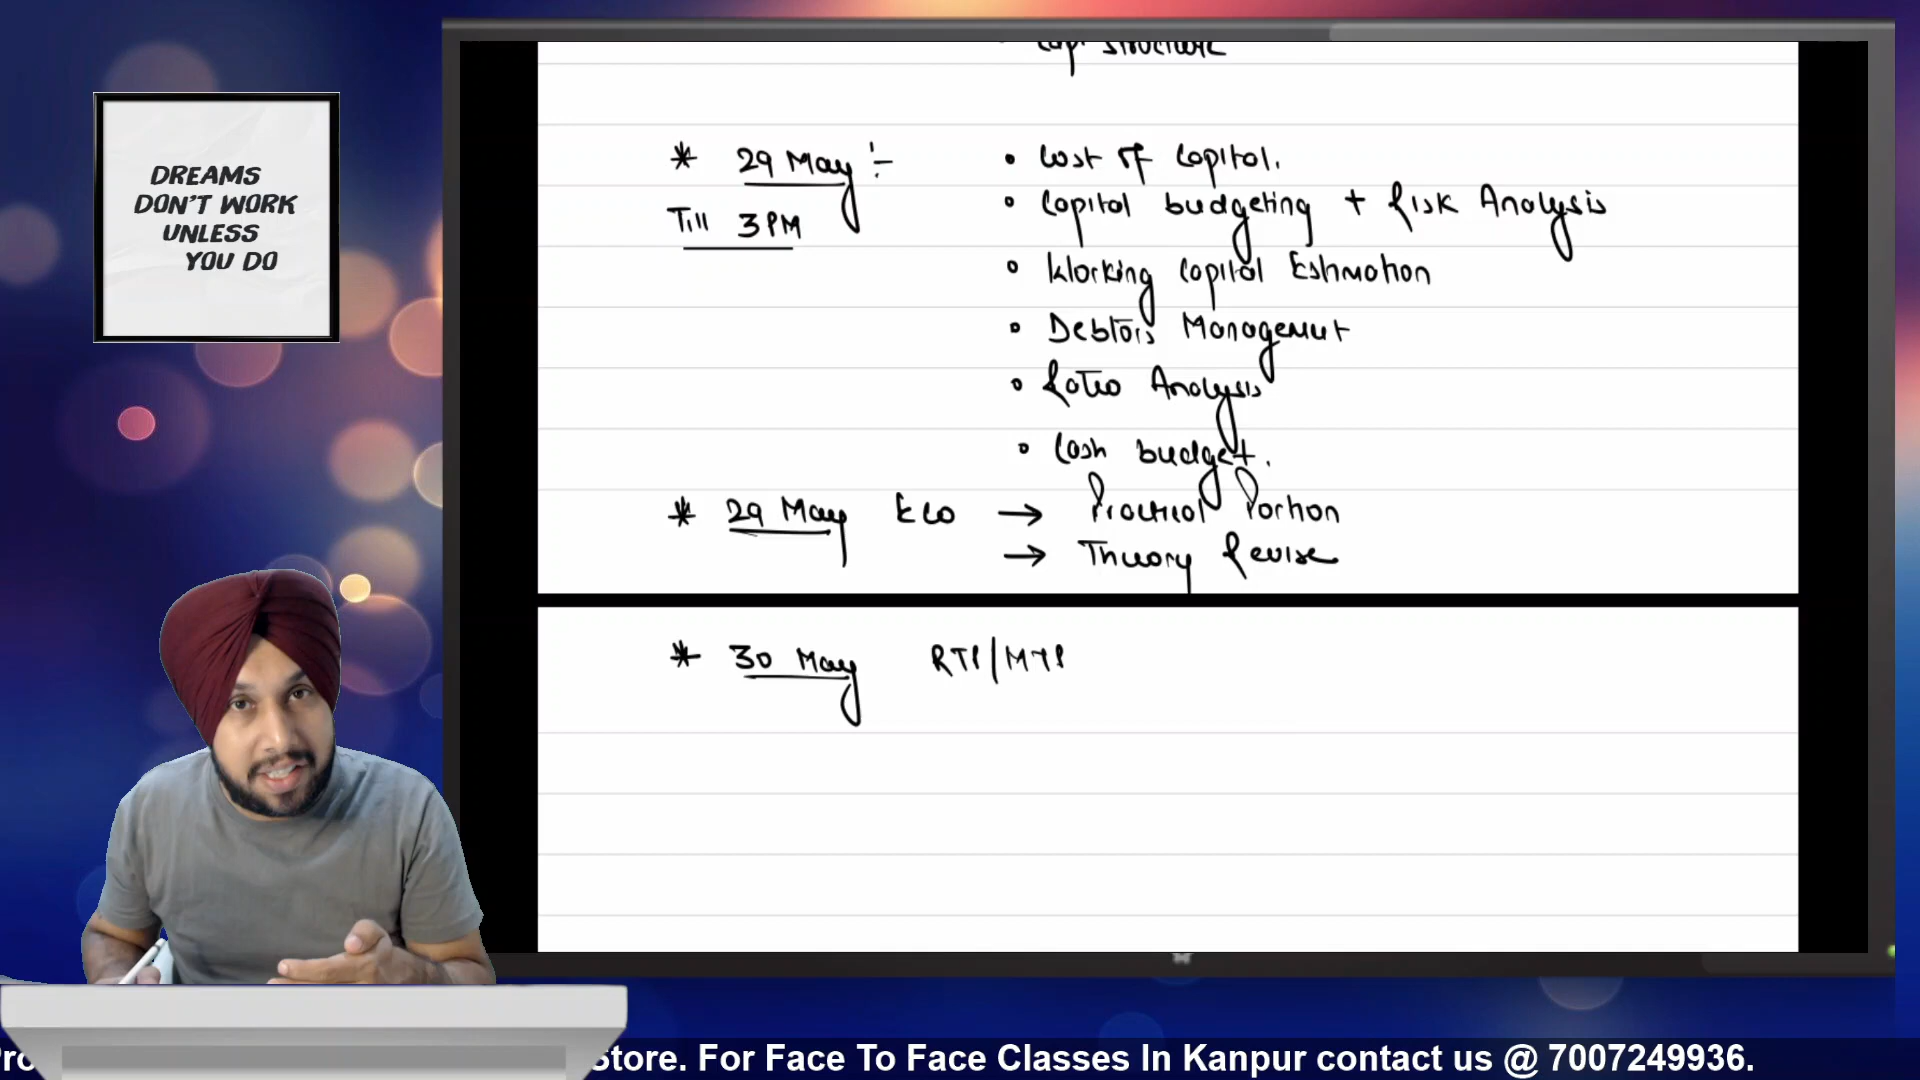 DREAMS
DON'T WORK
UNLESS
YOU DO
Cap. structure
* 29 May :-
Till 3PM
• Cost of Capital.
• Capital budgeting + Risk Analysis
• Working Capital Estimation
• Debtors Management
• Ratio Analysis
• Cash budget.
* 29 May Eco → Practical Portion
→ Theory Revise
* 30 May RTP/MTP
Store. For Face To Face Classes In Kanpur contact us @ 7007249936.